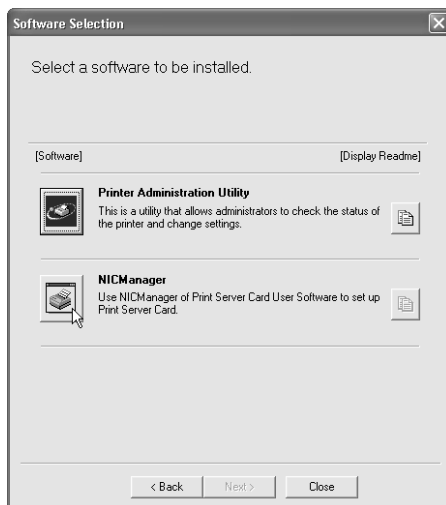 Software Selection
Select a software to be installed.
[Software] [Display Readme]
Printer Administration Utility
This is a utility that allows administrators to check the status of
the printer and change settings.
NICManager
Use NICManager of Print Server Card User Software to set up
Print Server Card.
< Back Next > Close